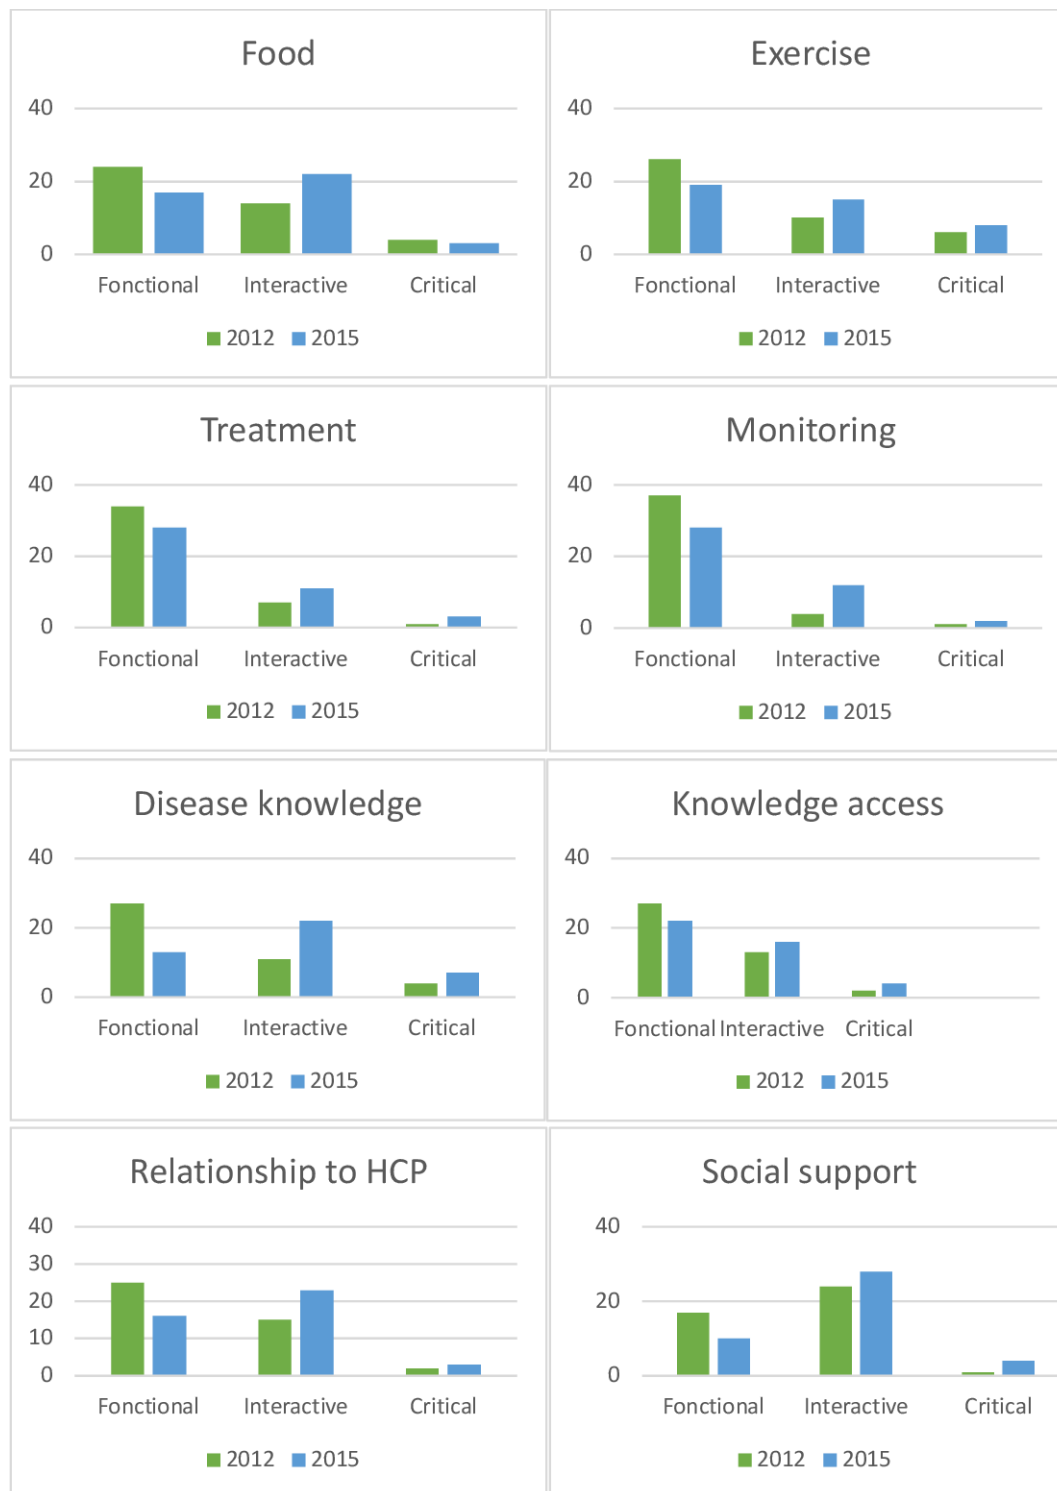 Food
40
20
0
Fonctional Interactive Critical
2012 2015
Exercise
40
20
0
Fonctional Interactive Critical
2012 2015
Treatment
40
20
0
Fonctional Interactive Critical
2012 2015
Monitoring
40
20
0
Fonctional Interactive Critical
2012 2015
Disease knowledge
40
20
0
Fonctional Interactive Critical
2012 2015
Knowledge access
40
20
0
Fonctional Interactive Critical
2012 2015
Relationship to HCP
40
30
20
10
0
Fonctional Interactive Critical
2012 2015
Social support
40
20
0
Fonctional Interactive Critical
2012 2015